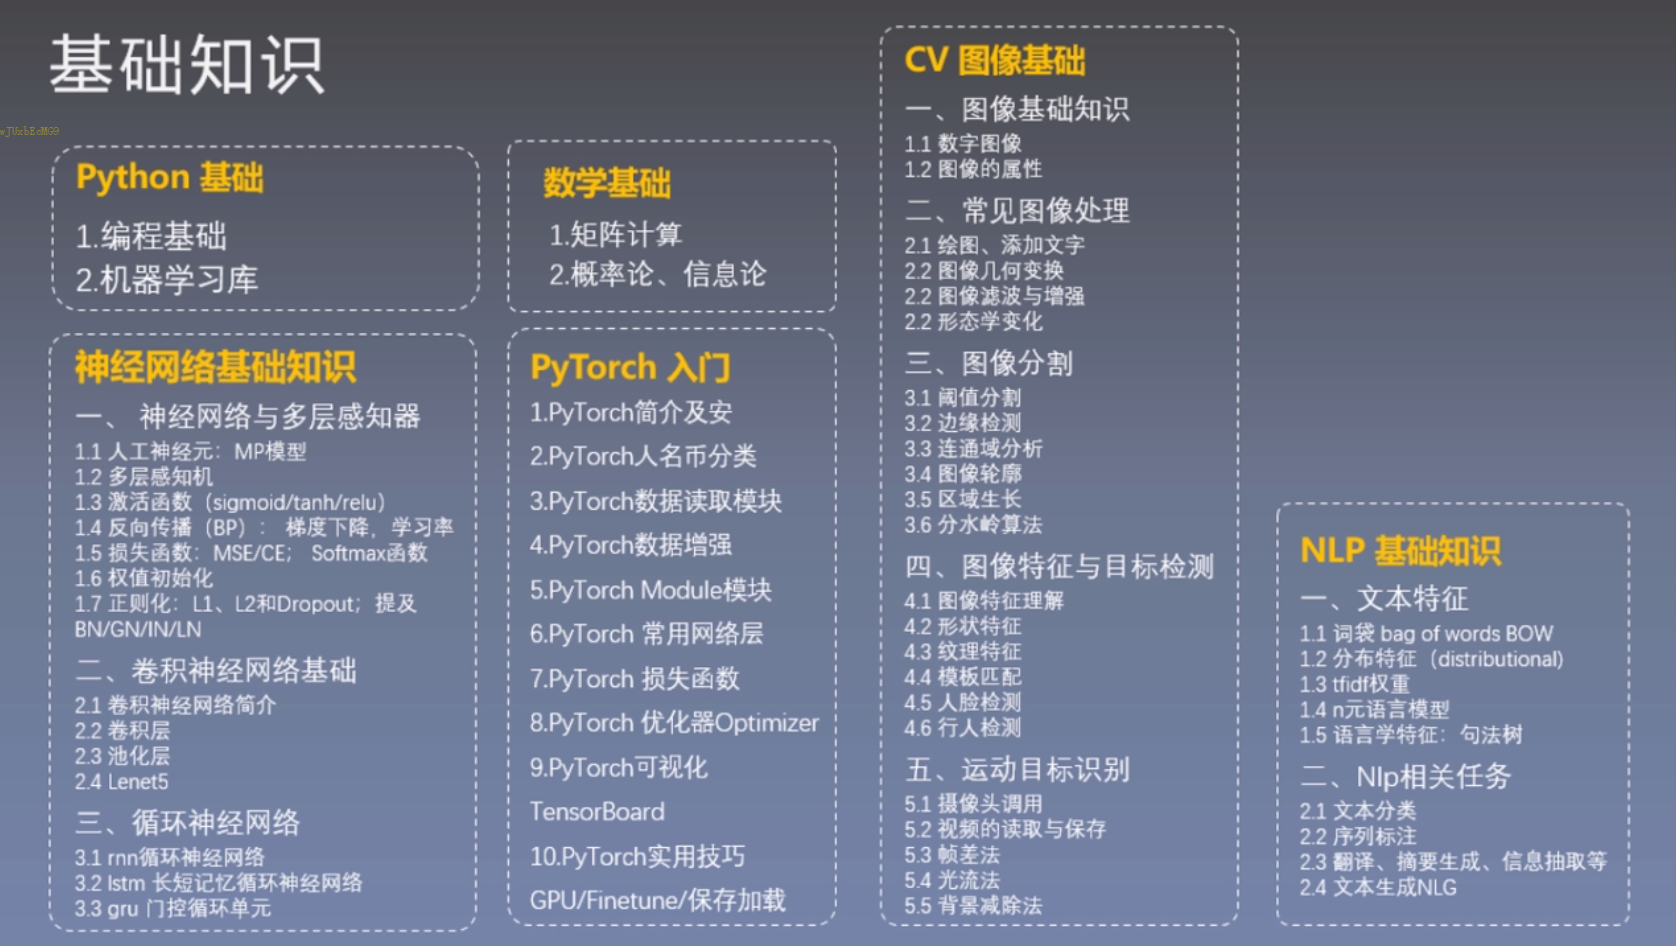 基础知识
wJUxbEcMG9
Python 基础
1.编程基础
2.机器学习库
数学基础
1.矩阵计算
2.概率论、信息论
神经网络基础知识
一、 神经网络与多层感知器
1.1 人工神经元：MP模型
1.2 多层感知机
1.3 激活函数（sigmoid/tanh/relu）
1.4 反向传播（BP）： 梯度下降，学习率
1.5 损失函数：MSE/CE； Softmax函数
1.6 权值初始化
1.7 正则化：L1、L2和Dropout；提及
BN/GN/IN/LN
二、卷积神经网络基础
2.1 卷积神经网络简介
2.2 卷积层
2.3 池化层
2.4 Lenet5
三、循环神经网络
3.1 rnn循环神经网络
3.2 lstm 长短记忆循环神经网络
3.3 gru 门控循环单元
PyTorch 入门
1.PyTorch简介及安
2.PyTorch人名币分类
3.PyTorch数据读取模块
4.PyTorch数据增强
5.PyTorch Module模块
6.PyTorch 常用网络层
7.PyTorch 损失函数
8.PyTorch 优化器Optimizer
9.PyTorch可视化
TensorBoard
10.PyTorch实用技巧
GPU/Finetune/保存加载
CV 图像基础
一、图像基础知识
1.1 数字图像
1.2 图像的属性
二、常见图像处理
2.1 绘图、添加文字
2.2 图像几何变换
2.2 图像滤波与增强
2.2 形态学变化
三、图像分割
3.1 阈值分割
3.2 边缘检测
3.3 连通域分析
3.4 图像轮廓
3.5 区域生长
3.6 分水岭算法
四、图像特征与目标检测
4.1 图像特征理解
4.2 形状特征
4.3 纹理特征
4.4 模板匹配
4.5 人脸检测
4.6 行人检测
五、运动目标识别
5.1 摄像头调用
5.2 视频的读取与保存
5.3 帧差法
5.4 光流法
5.5 背景减除法
NLP 基础知识
一、文本特征
1.1 词袋 bag of words BOW
1.2 分布特征（distributional)
1.3 tfidf权重
1.4 n元语言模型
1.5 语言学特征：句法树
二、Nlp相关任务
2.1 文本分类
2.2 序列标注
2.3 翻译、摘要生成、信息抽取等
2.4 文本生成NLG